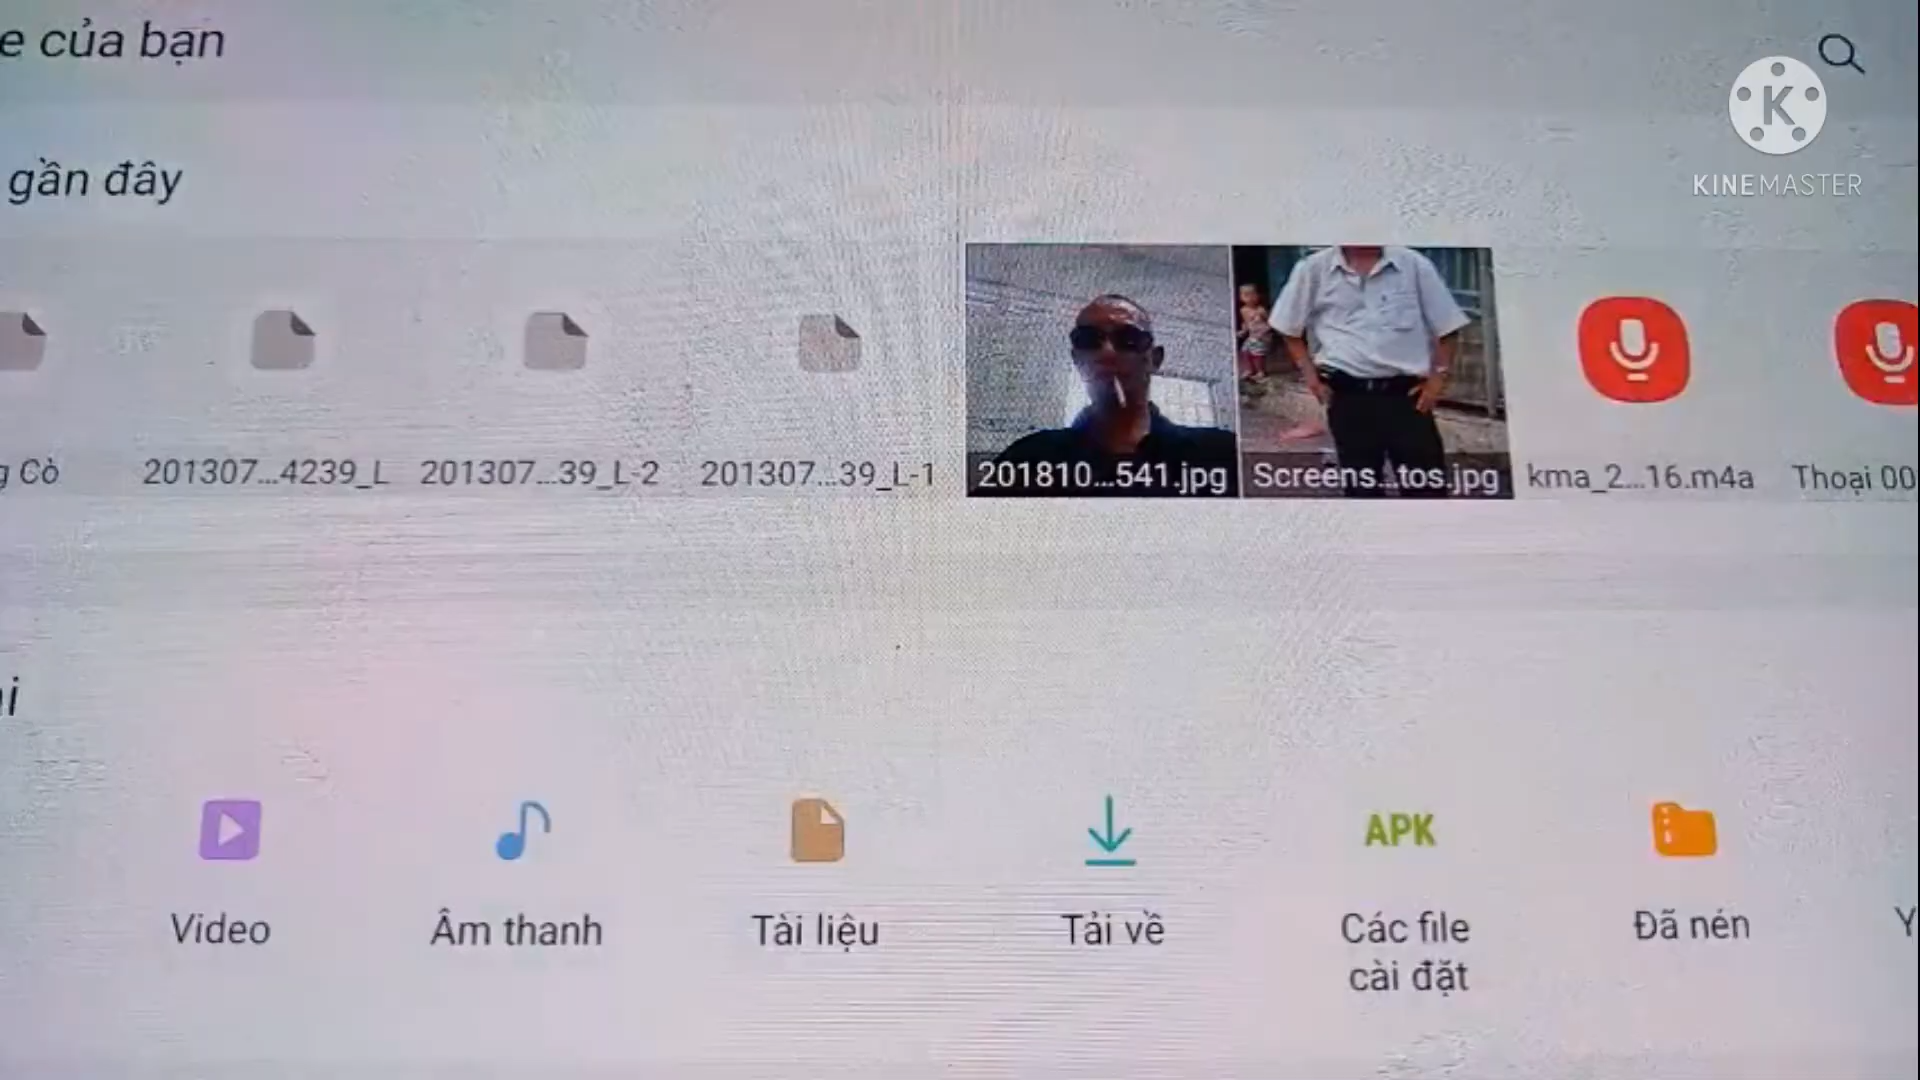 e của bạn
K
KINEMASTER
gần đây
g Cò
201307...4239_L
201307...39_L-2
201307...39_L-1
201810...541.jpg
Screens...tos.jpg
kma_2...16.m4a
Thoại 00
i
APK
Video
Âm thanh
Tài liệu
Tải về
Các file
cài đặt
Đã nén
Y